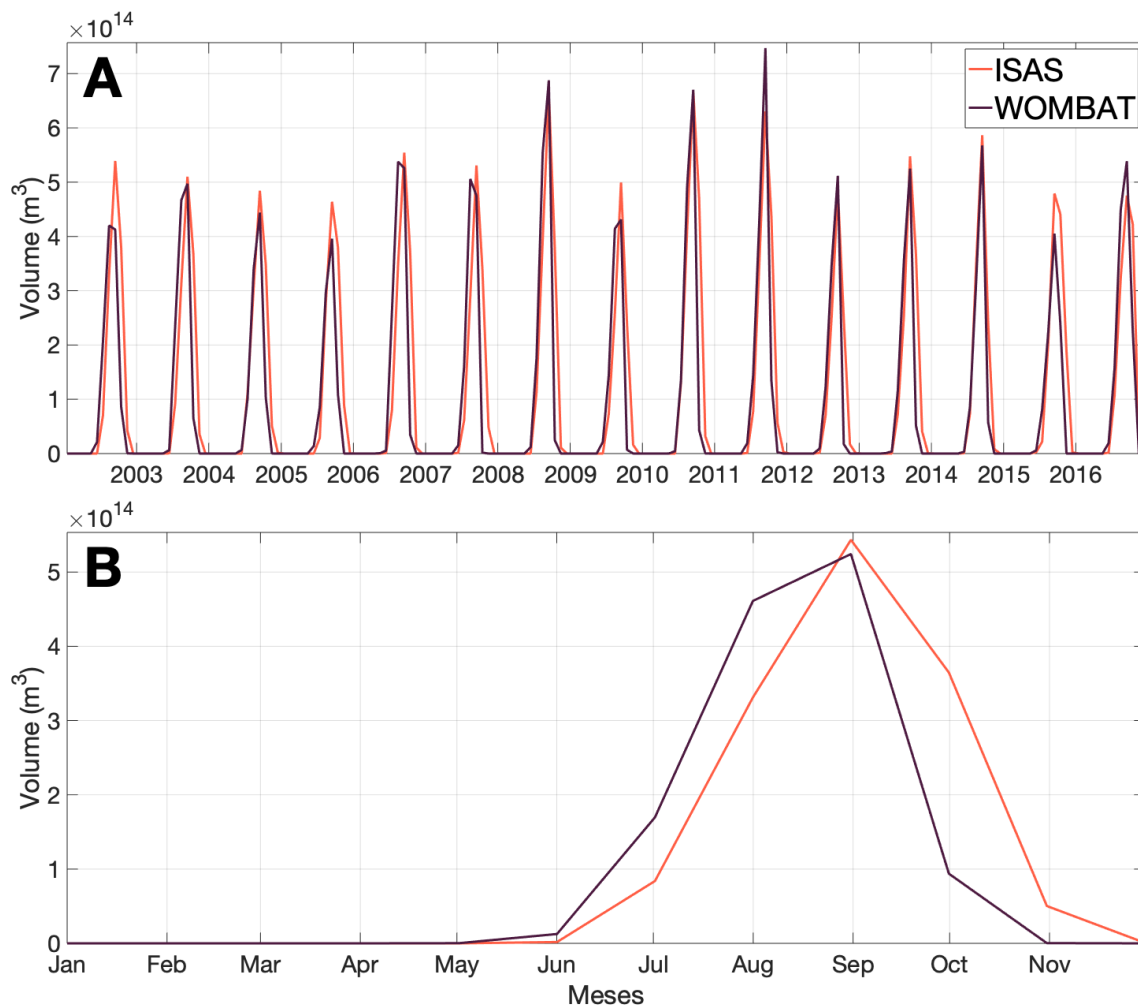 ×10^14
A
ISAS
WOMBAT
Volume (m^3)
7
6
5
4
3
2
1
0
2003 2004 2005 2006 2007 2008 2009 2010 2011 2012 2013 2014 2015 2016
×10^14
B
Volume (m^3)
5
4
3
2
1
0
Jan Feb Mar Apr May Jun Jul Aug Sep Oct Nov
Meses